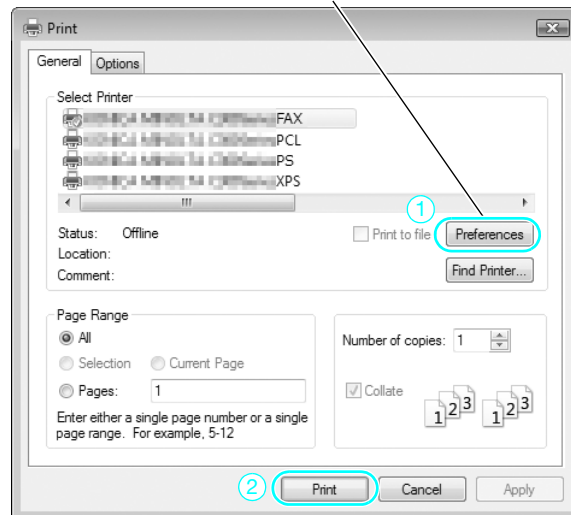 Print
General Options
Select Printer
FAX
PCL
PS
XPS
1
Status: Offline
Print to file Preferences
Location:
Comment:
Find Printer...
Page Range
All
Number of copies: 1
Selection Current Page
Pages: 1
Collate
1 2 3 1 2 3
Enter either a single page number or a single
page range. For example, 5-12
2 Print Cancel Apply